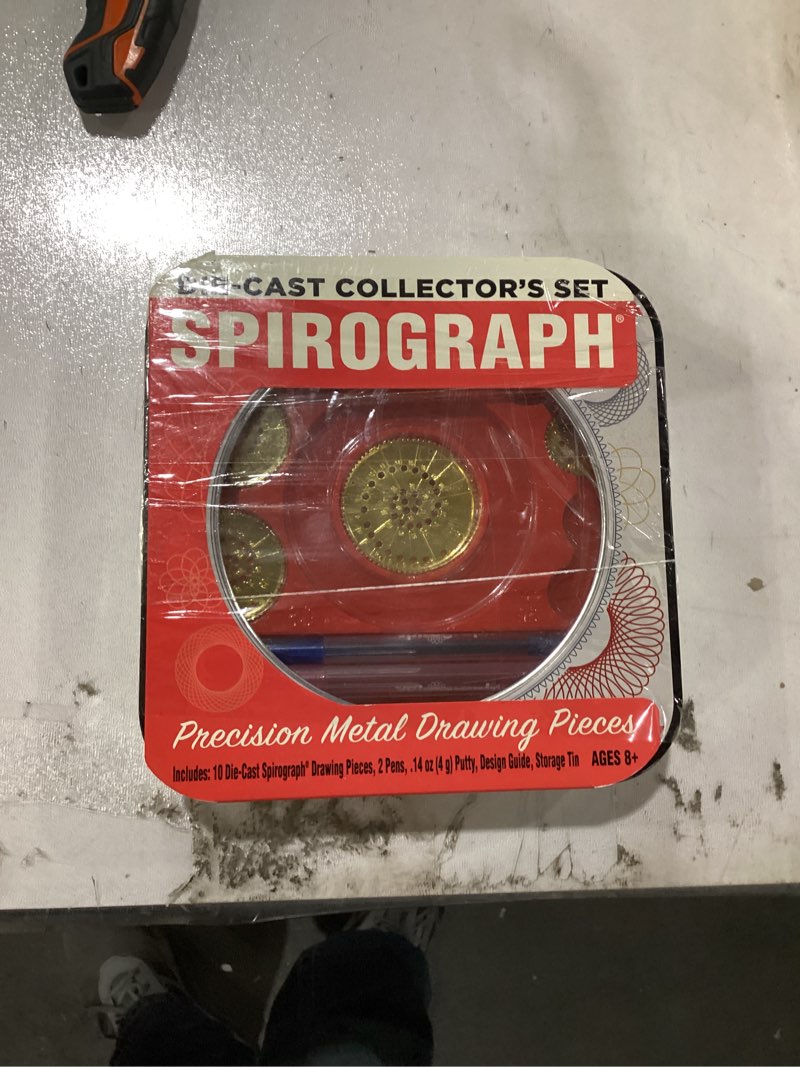 DIE-CAST COLLECTOR'S SET
SPIROGRAPH®
Precision Metal Drawing Pieces
Includes: 10 Die-Cast Spirograph® Drawing Pieces, 2 Pens, .14 oz (4 g) Putty, Design Guide, Storage Tin AGES 8+